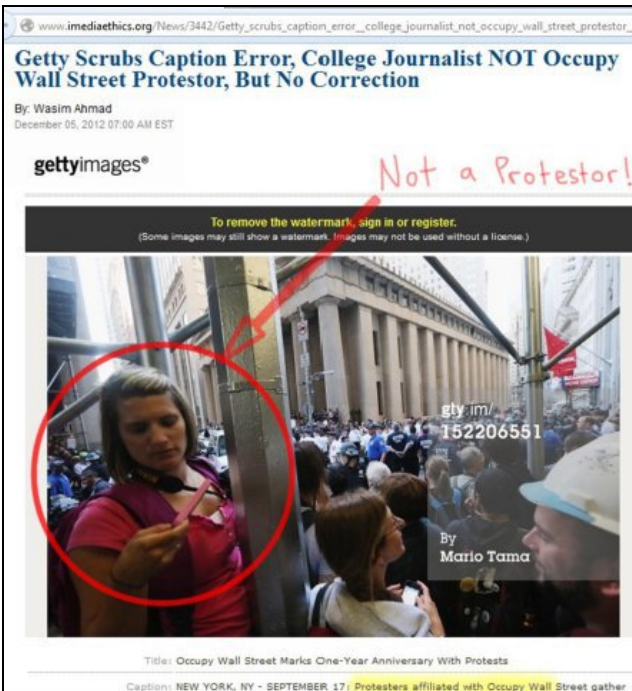 www.imediaethics.org/News/3442/Getty_scrubs_caption_error__college_journalist_not_occupy_wall_street_protestor_
Getty Scrubs Caption Error, College Journalist NOT Occupy
Wall Street Protestor, But No Correction
By: Wasim Ahmad
December 05, 2012 07:00 AM EST
gettyimages®
Not a Protestor!
To remove the watermark, sign in or register.
(Some images may still show a watermark. Images may not be used without a license.)
gty.im/
152206551
By
Mario Tama
Title: Occupy Wall Street Marks One-Year Anniversary With Protests
Caption: NEW YORK, NY - SEPTEMBER 17: Protesters affiliated with Occupy Wall Street gather